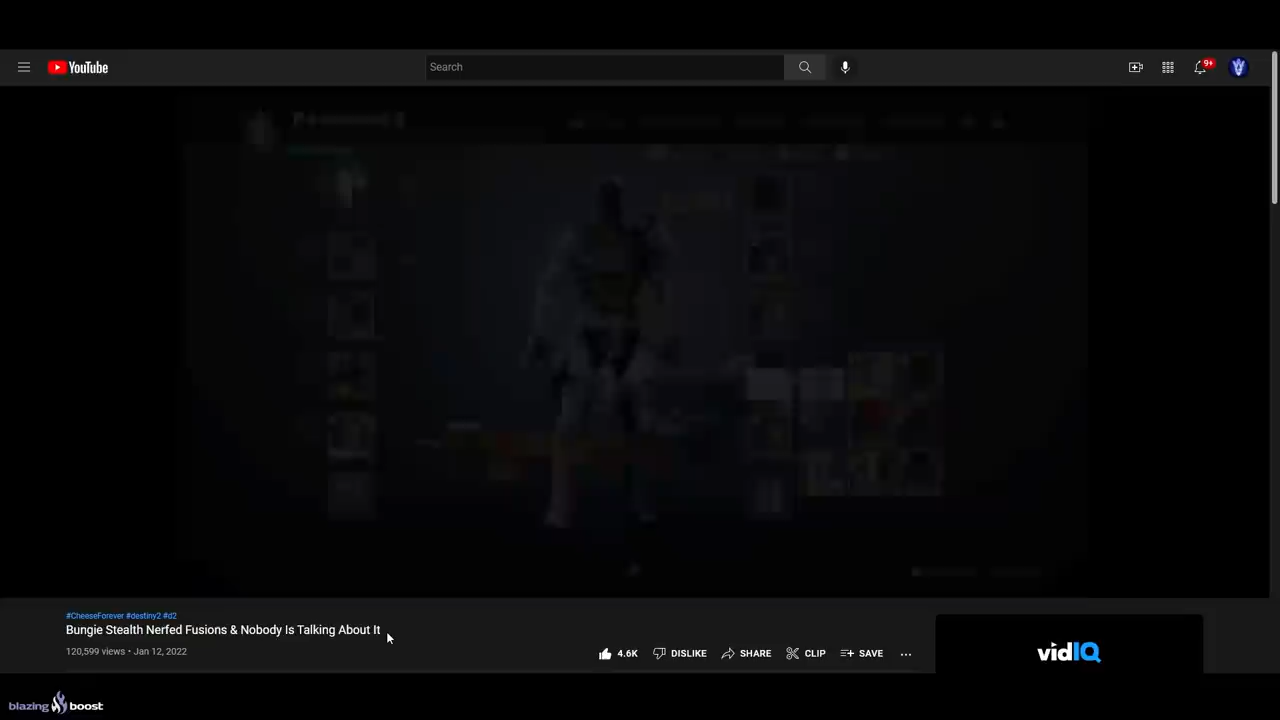 YouTube
Search
9+
#CheeseForever #destiny2 #d2
Bungie Stealth Nerfed Fusions & Nobody Is Talking About It
120,599 views • Jan 12, 2022
4.6K DISLIKE SHARE CLIP SAVE ...
vidIQ
blazing boost